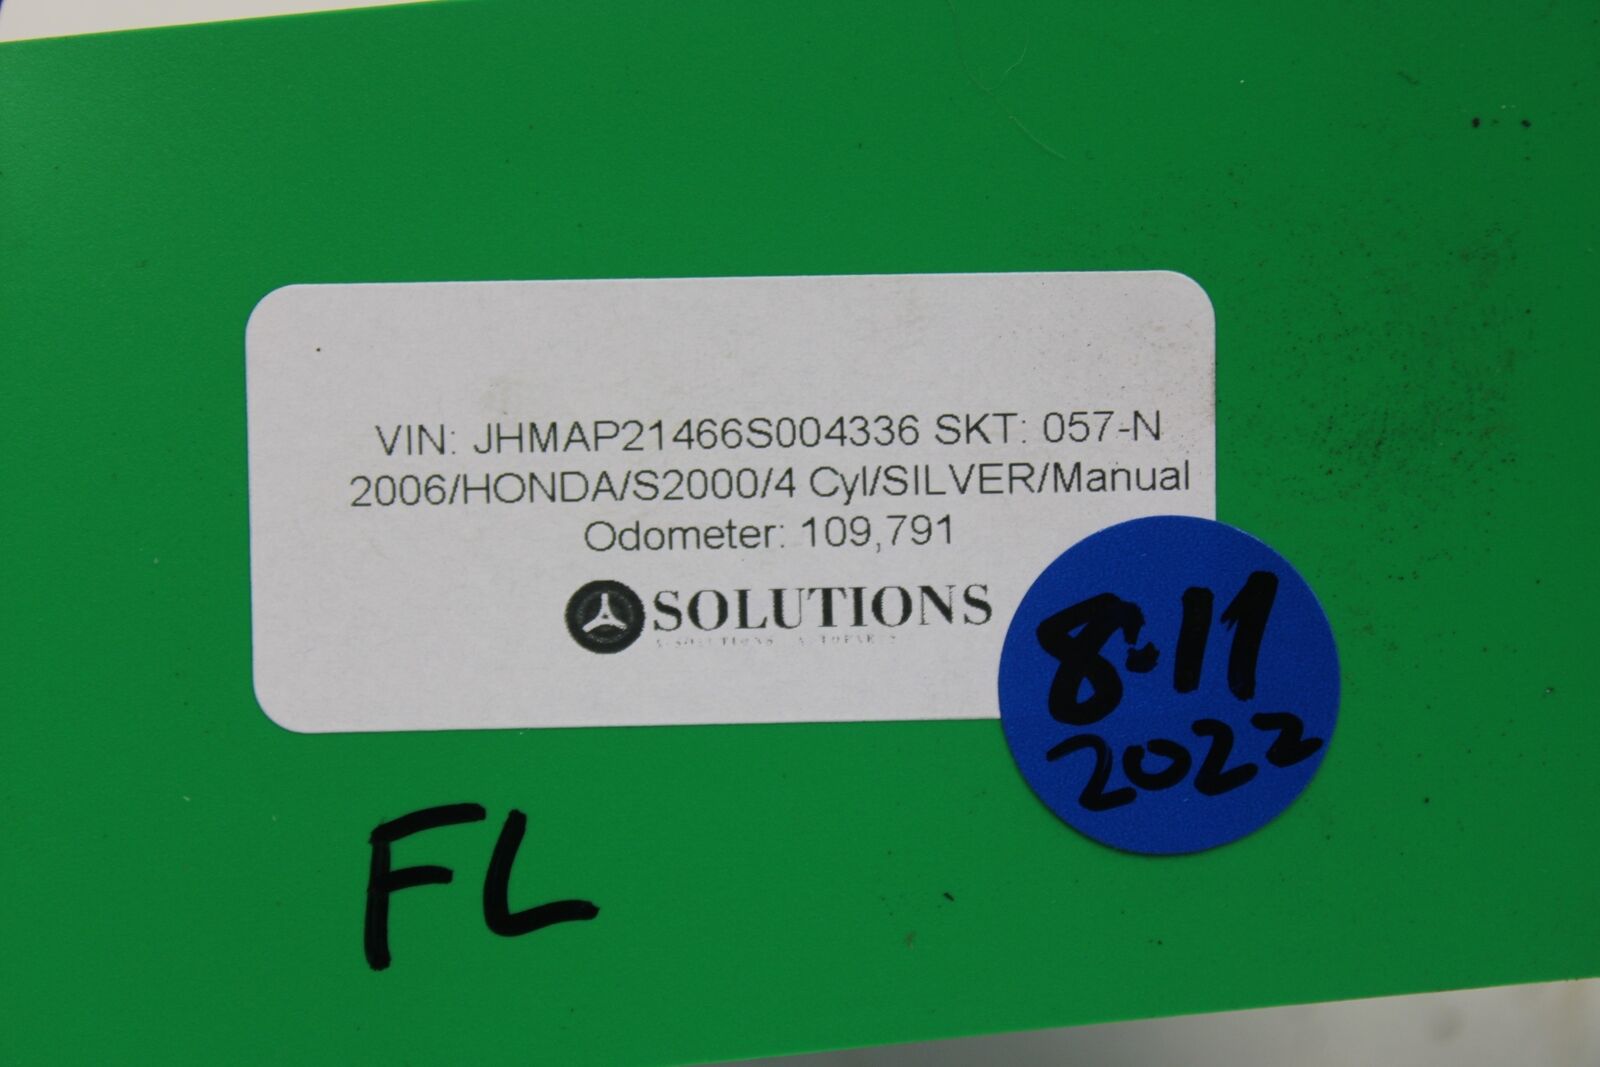 VIN: JHMAP21466S004336 SKT: 057-N
2006/HONDA/S2000/4 Cyl/SILVER/Manual
Odometer: 109,791
SOLUTIONS
8·11
2022
FL